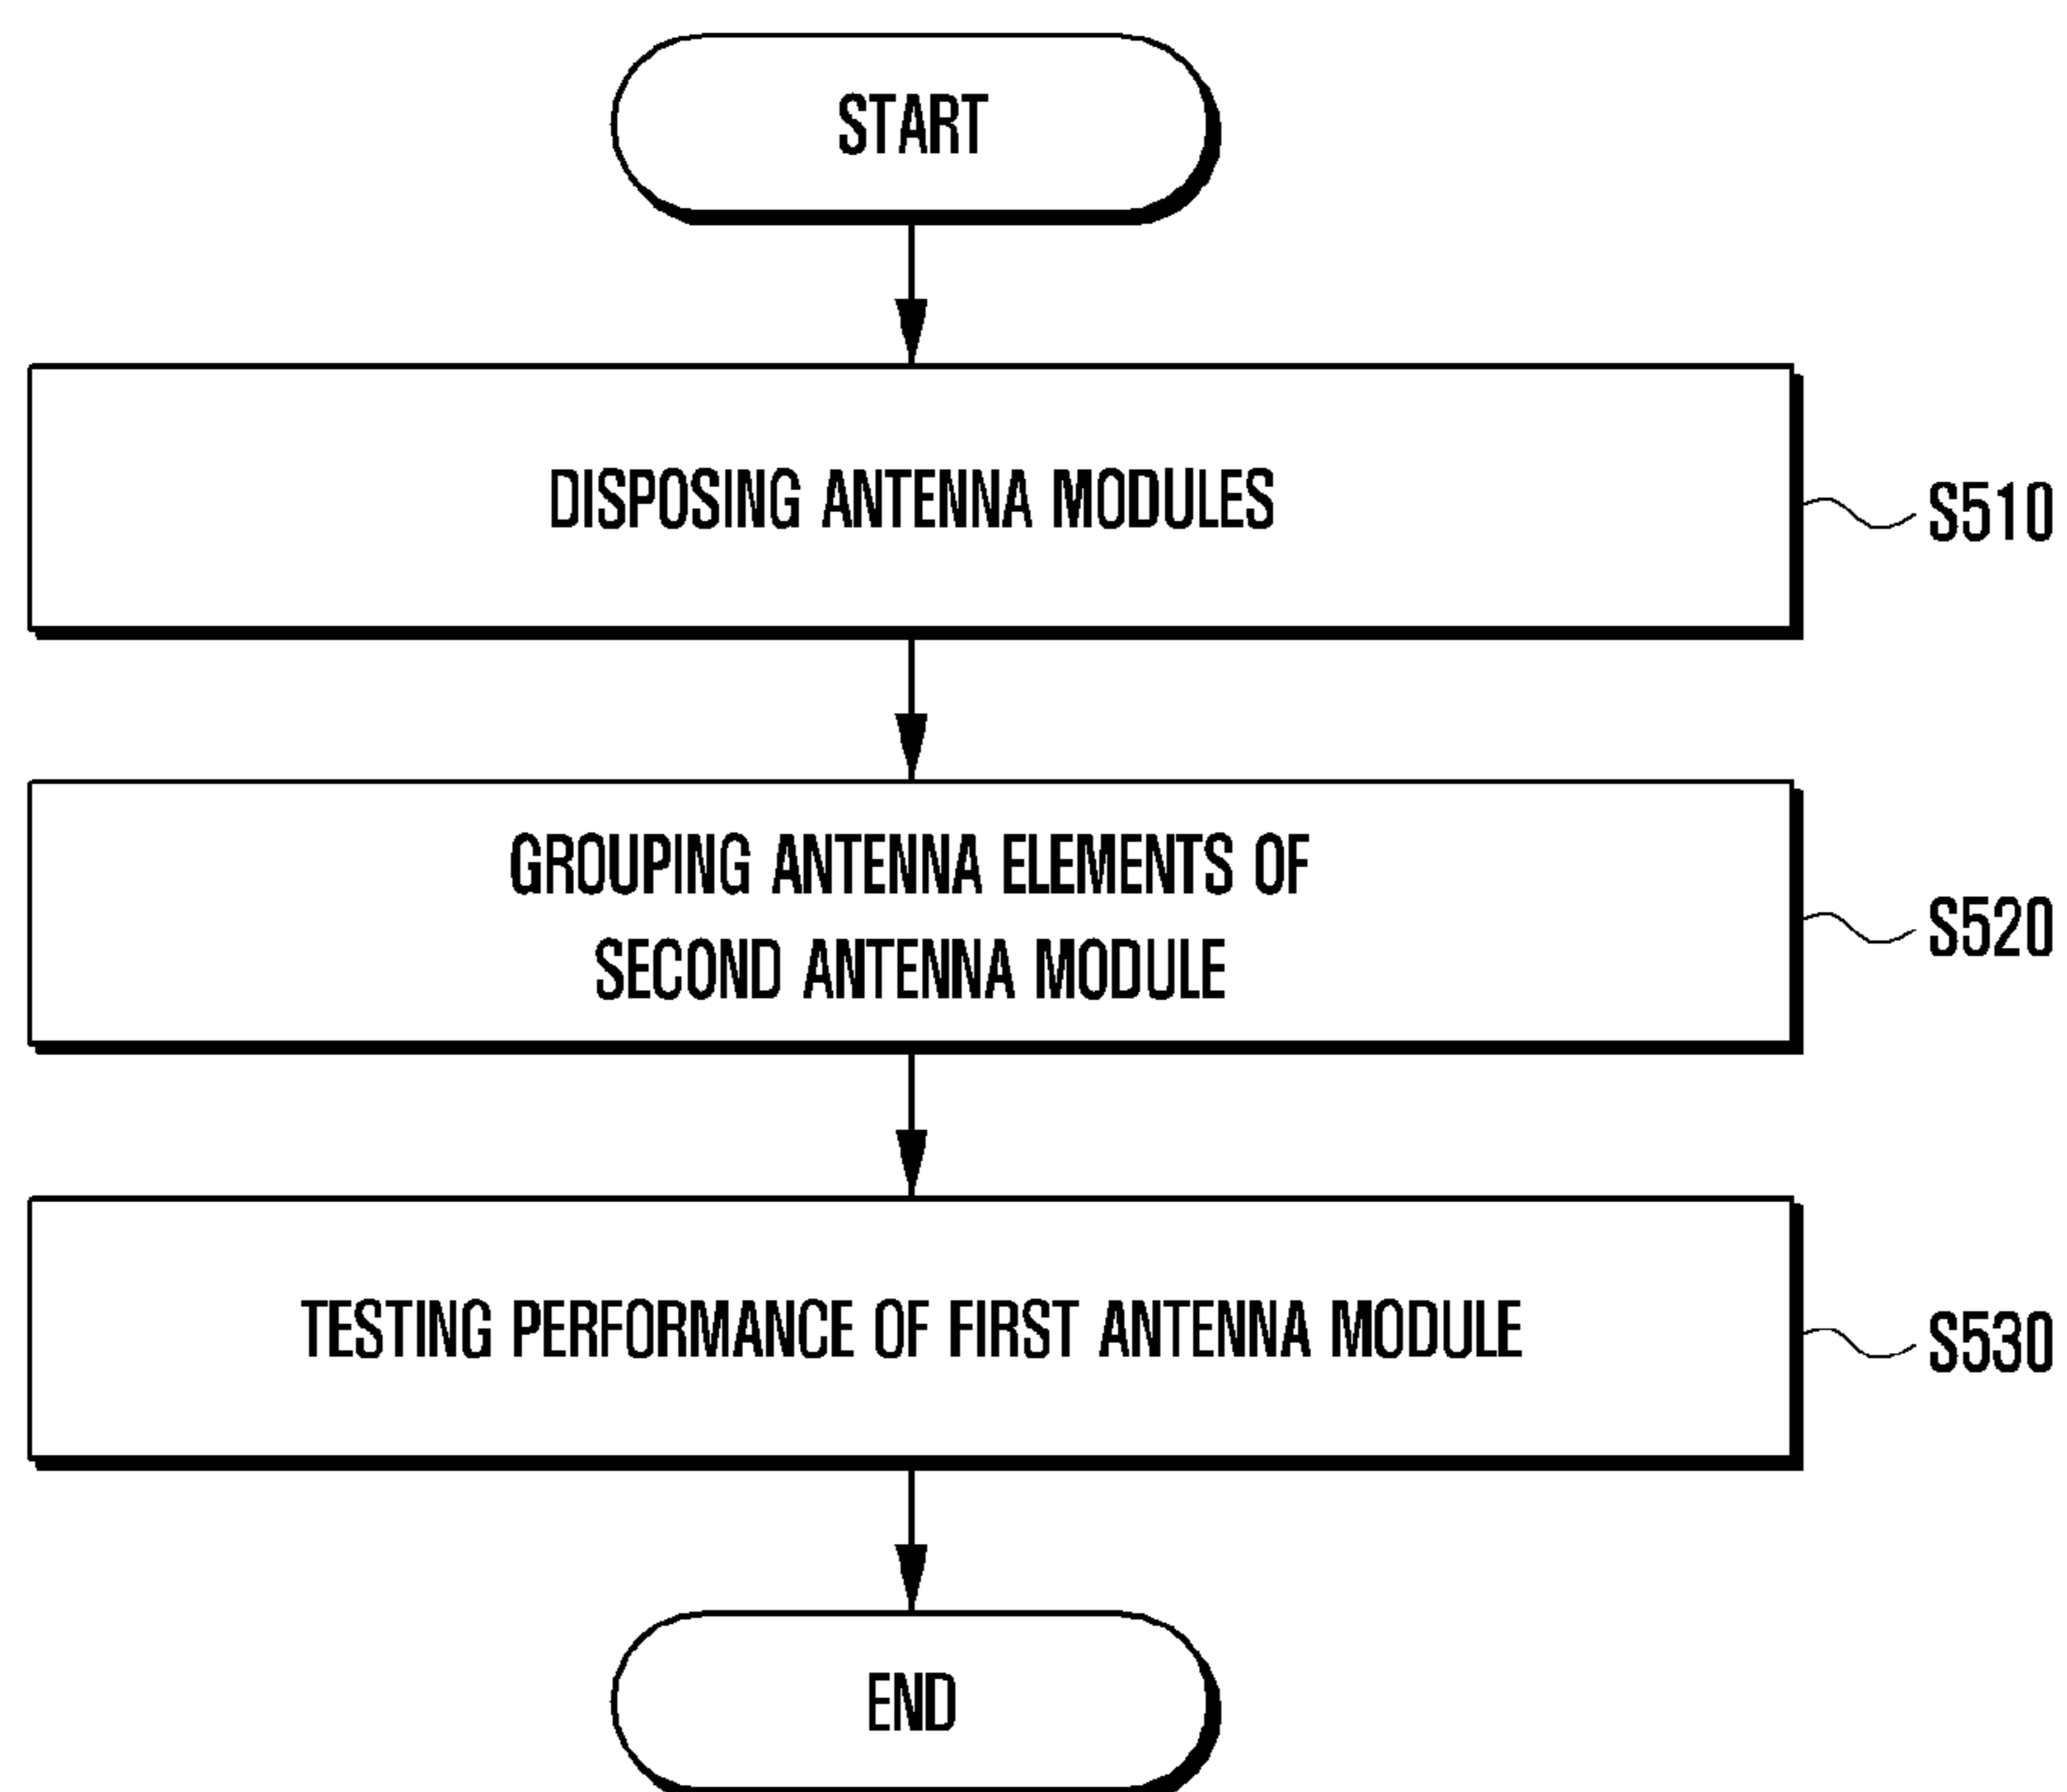 START
DISPOSING ANTENNA MODULES
S510
GROUPING ANTENNA ELEMENTS OF
SECOND ANTENNA MODULE
S520
TESTING PERFORMANCE OF FIRST ANTENNA MODULE
S530
END